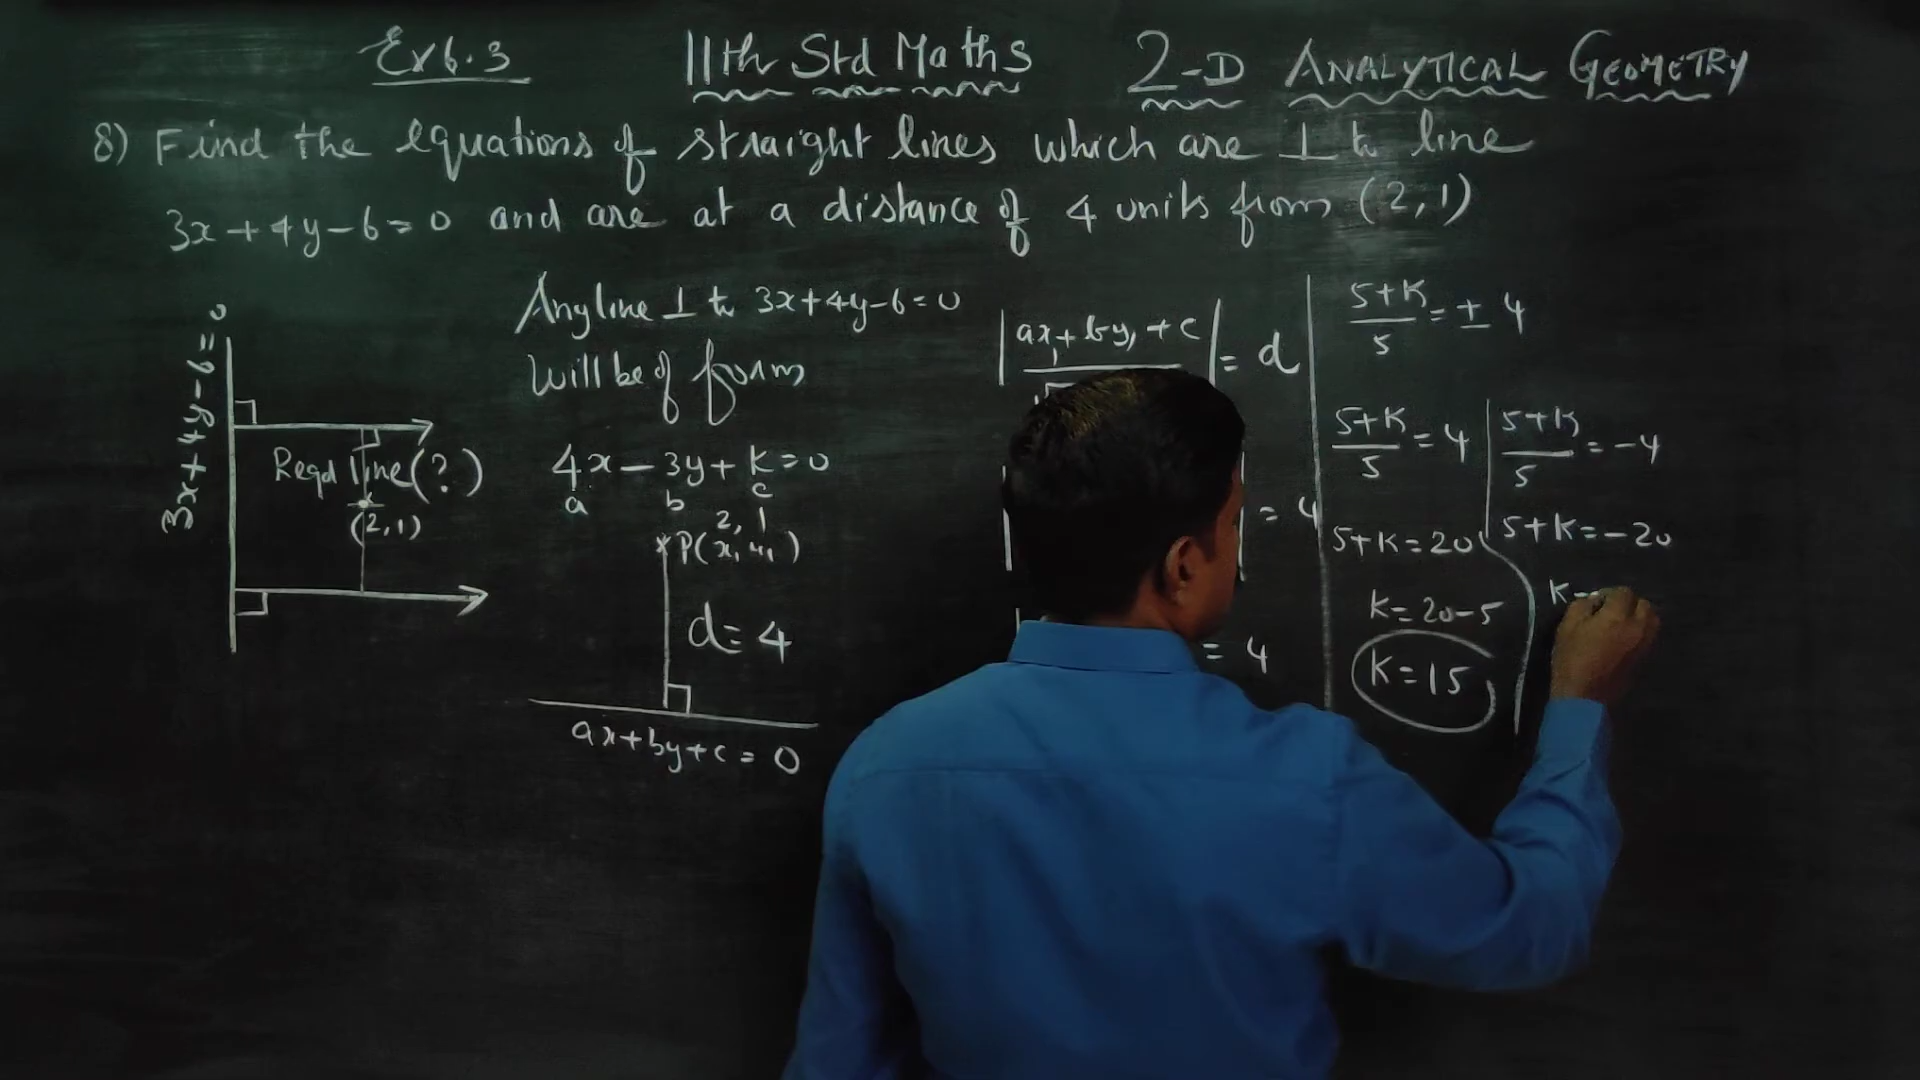 Ex 6.3 11th Std Maths 2-D ANALYTICAL GEOMETRY
8) Find the equations of straight lines which are ⊥ to line
3x+4y-6=0 and are at a distance of 4 units from (2,1)
3x+4y-6=0
Reqd line (?)
(2,1)
Any line ⊥ to 3x+4y-6=0
will be of form
4x-3y+k=0
a b c
2, 1
P(x₁ y₁)
d=4
ax+by+c=0
|ax₁+by₁+c| = d
= 4
= 4
5+k/5 = ± 4
5+k/5 = 4
5+k=20
k=20-5
k=15
5+k/5 = -4
5+k=-20
k=